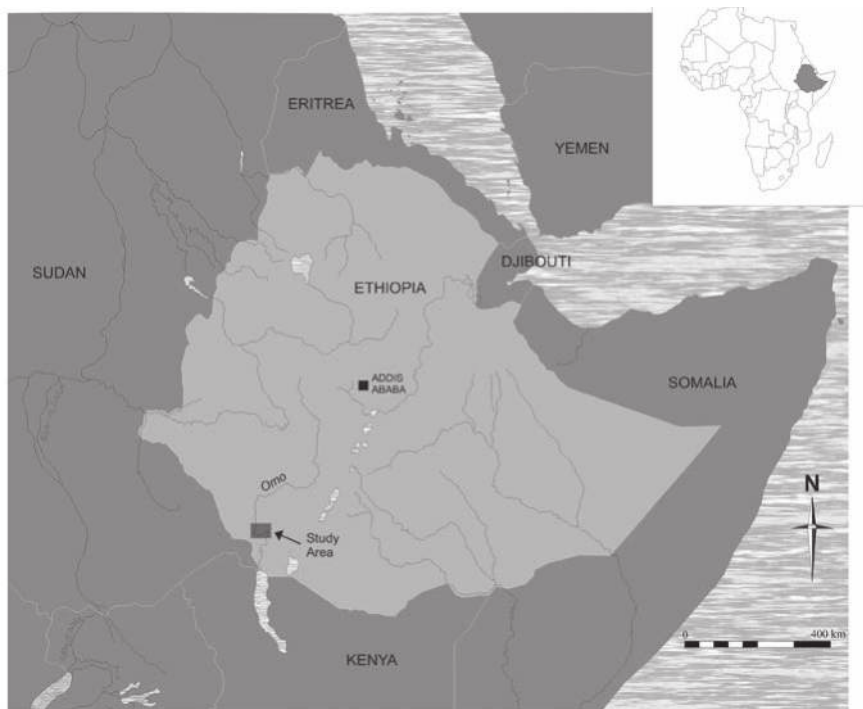 ERITREA
YEMEN
SUDAN
DJIBOUTI
ETHIOPIA
ADDIS
ABABA
SOMALIA
Omo
N
Study
Area
0
400 km
KENYA